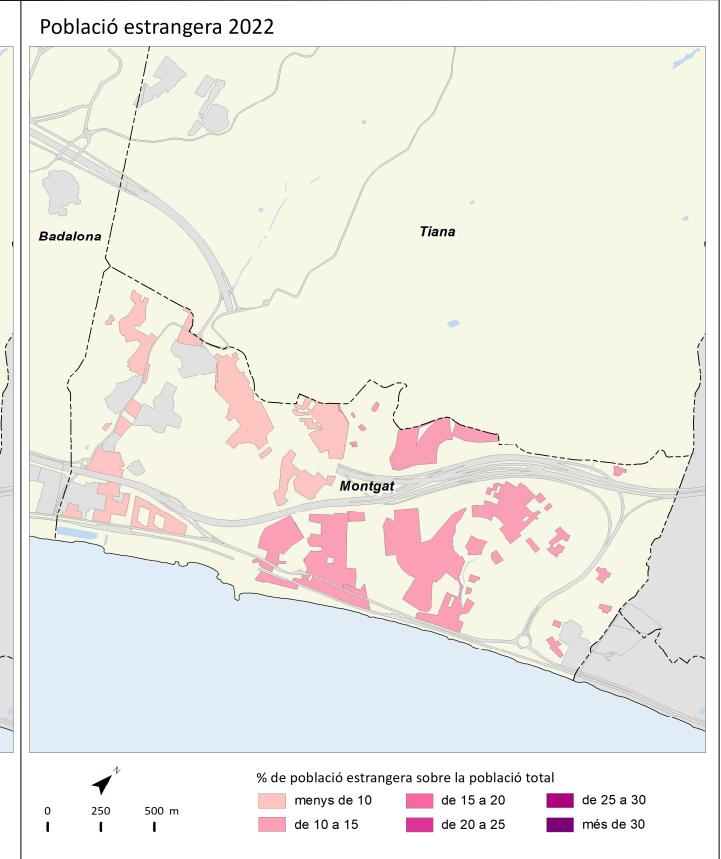 Població estrangera 2022
Tiana
Badalona
Montgat
N
% de població estrangera sobre la població total
menys de 10
de 15 a 20
de 25 a 30
0 250 500 m
de 10 a 15
de 20 a 25
més de 30